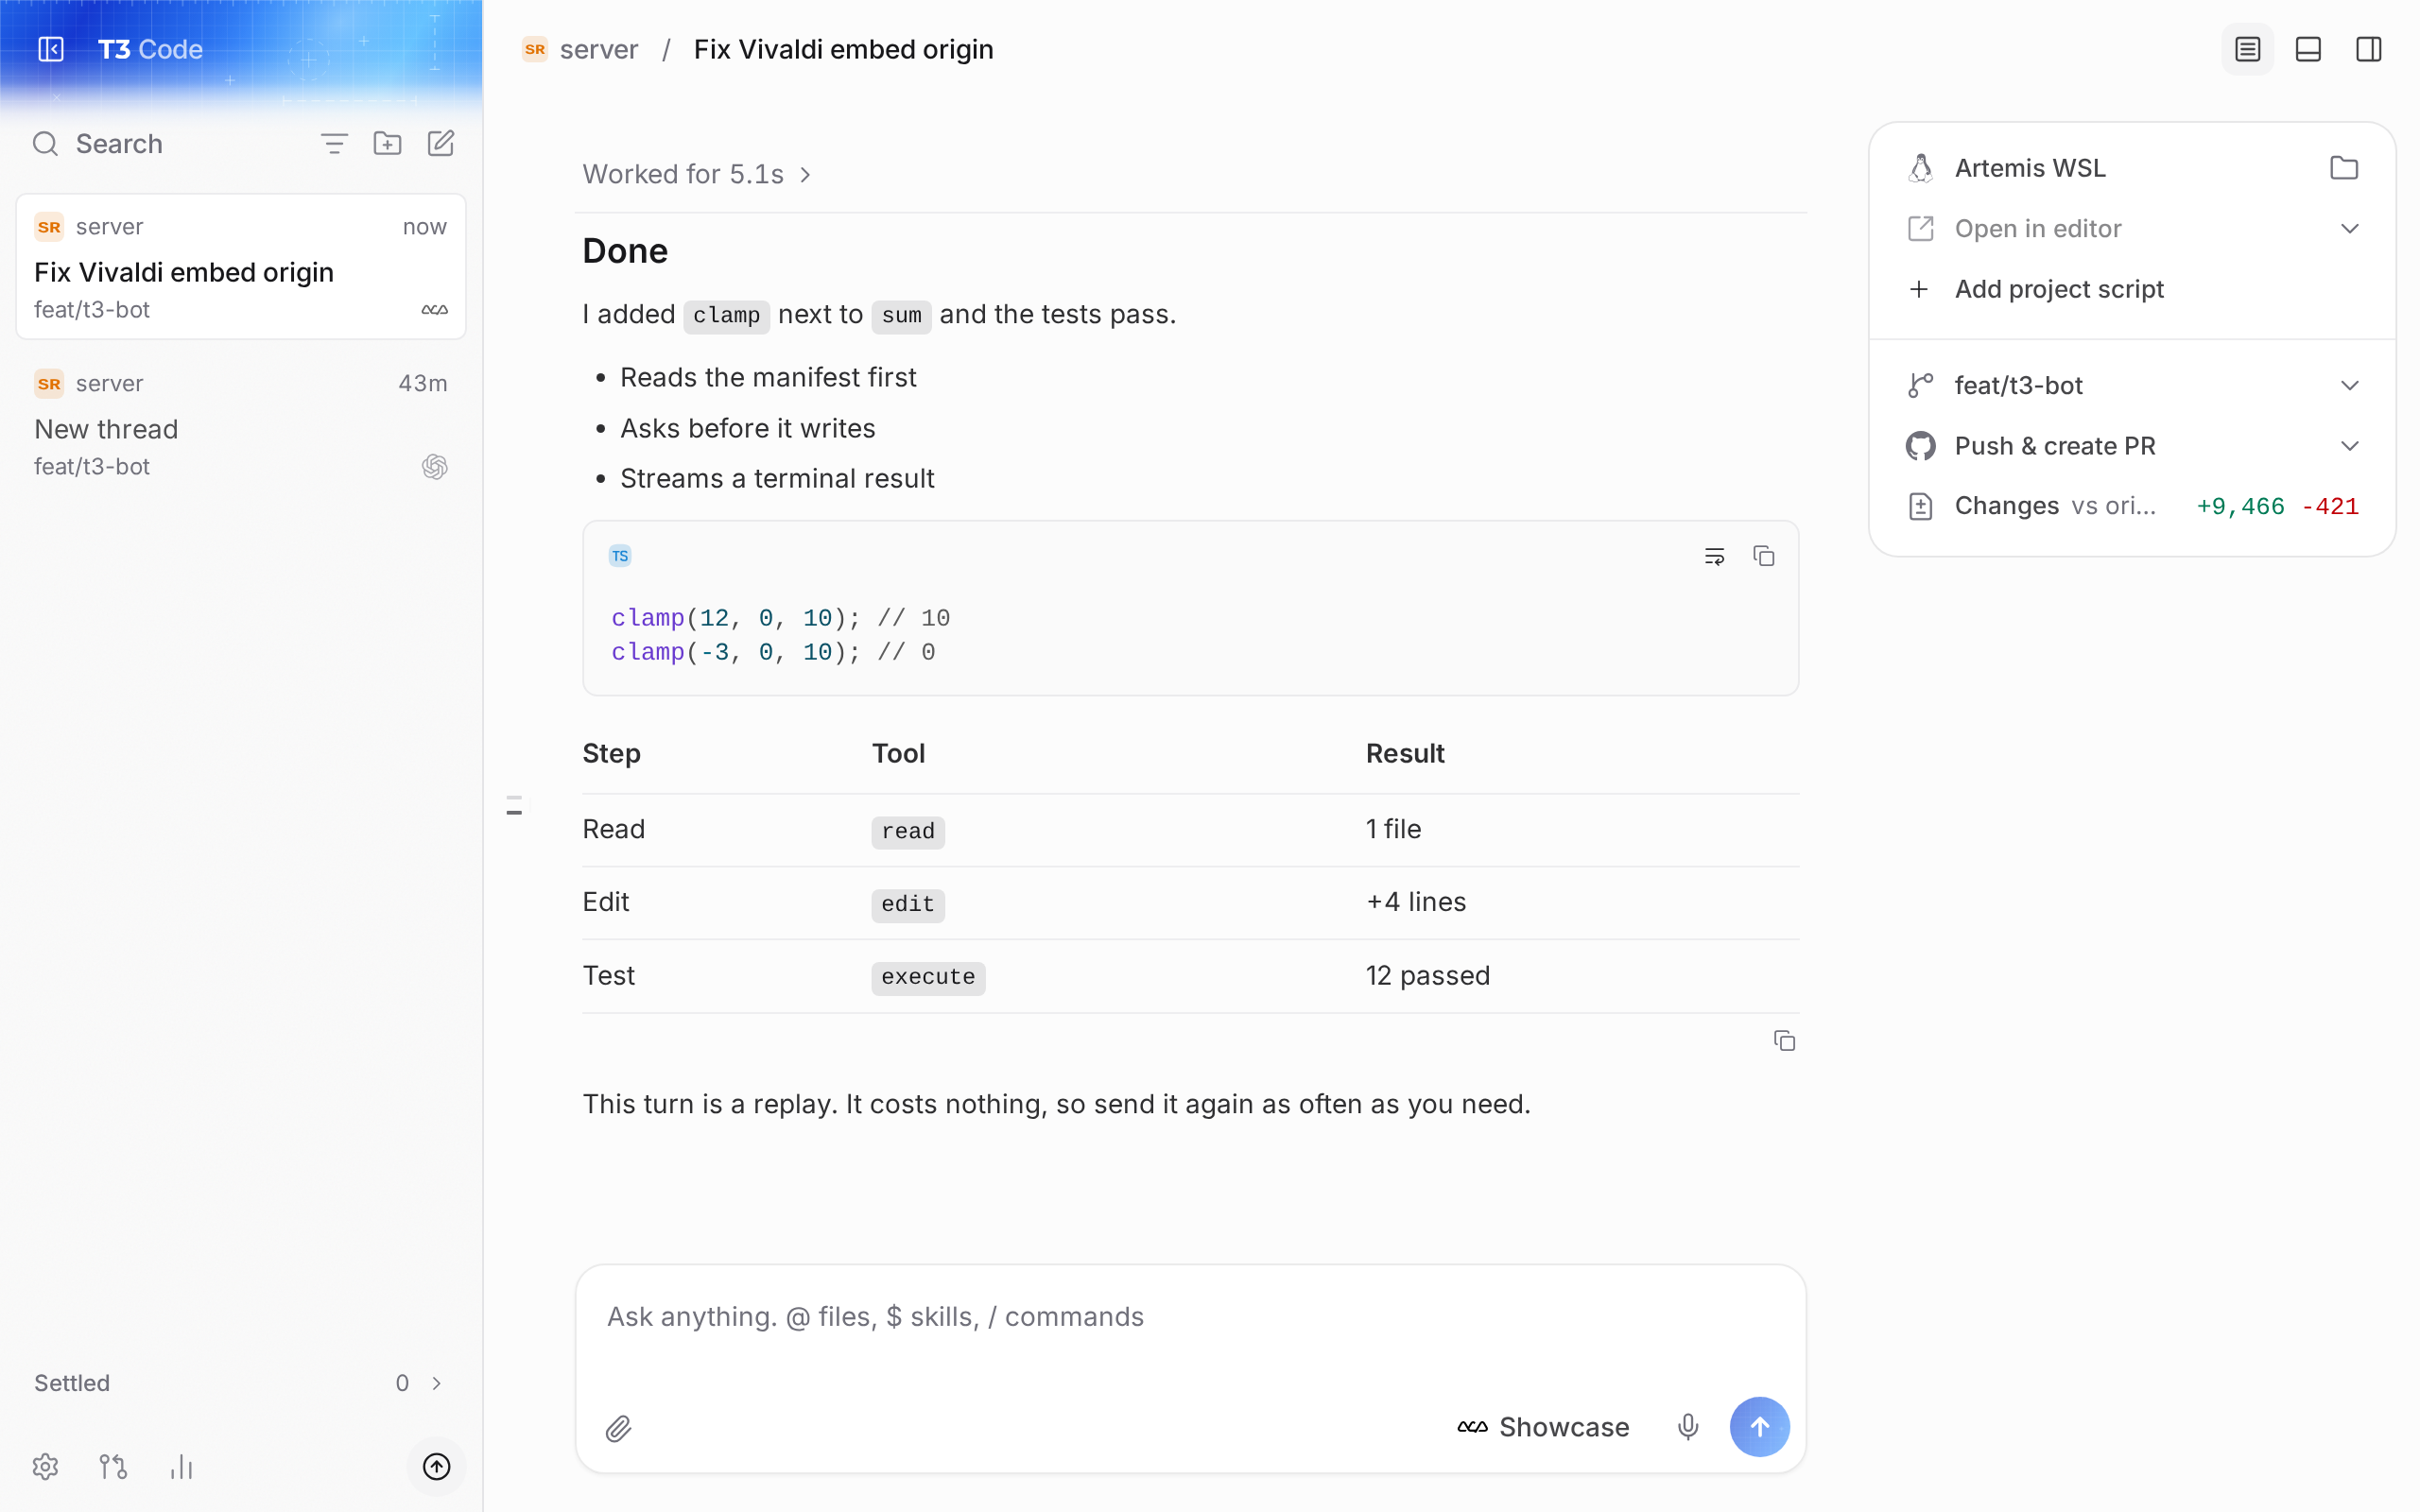 T3 Code
Search
SR server now
Fix Vivaldi embed origin
feat/t3-bot
SR server 43m
New thread
feat/t3-bot
Settled 0
SR server / Fix Vivaldi embed origin
Worked for 5.1s
Done
I added clamp next to sum and the tests pass.
• Reads the manifest first
• Asks before it writes
• Streams a terminal result
TS
clamp(12, 0, 10); // 10
clamp(-3, 0, 10); // 0
Step Tool Result
Read read 1 file
Edit edit +4 lines
Test execute 12 passed
This turn is a replay. It costs nothing, so send it again as often as you need.
Ask anything. @ files, $ skills, / commands
Showcase
Artemis WSL
Open in editor
Add project script
feat/t3-bot
Push & create PR
Changes vs ori... +9,466 -421